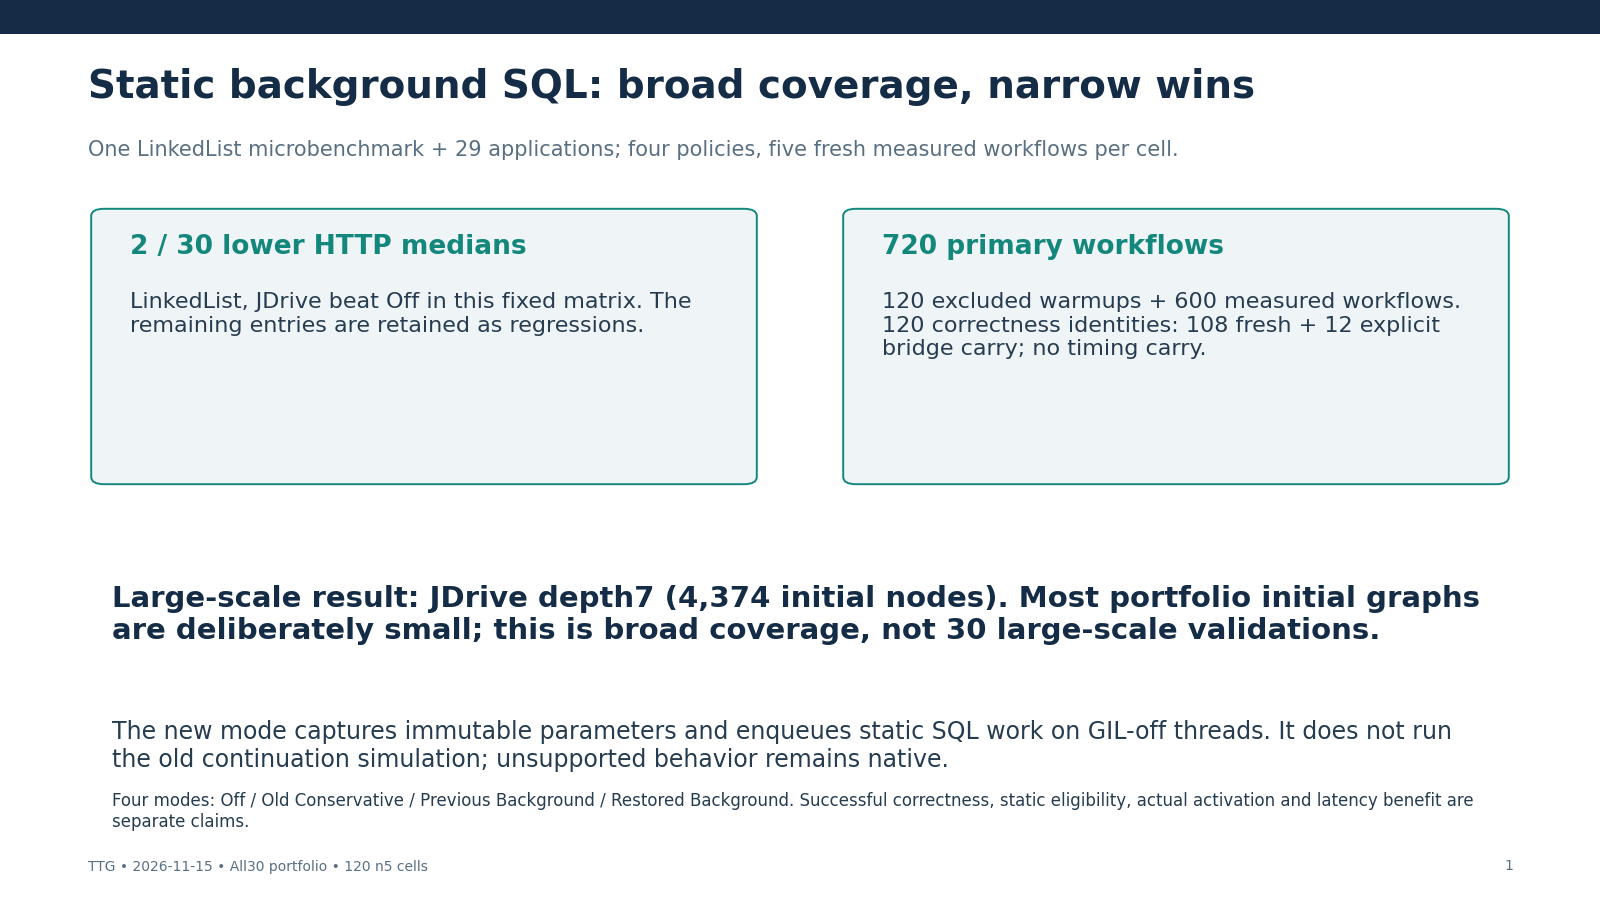 Static background SQL: broad coverage, narrow wins
One LinkedList microbenchmark + 29 applications; four policies, five fresh measured workflows per cell.
2 / 30 lower HTTP medians
LinkedList, JDrive beat Off in this fixed matrix. The
remaining entries are retained as regressions.
720 primary workflows
120 excluded warmups + 600 measured workflows.
120 correctness identities: 108 fresh + 12 explicit
bridge carry; no timing carry.
Large-scale result: JDrive depth7 (4,374 initial nodes). Most portfolio initial graphs
are deliberately small; this is broad coverage, not 30 large-scale validations.
The new mode captures immutable parameters and enqueues static SQL work on GIL-off threads. It does not run
the old continuation simulation; unsupported behavior remains native.
Four modes: Off / Old Conservative / Previous Background / Restored Background. Successful correctness, static eligibility, actual activation and latency benefit are
separate claims.
TTG • 2026-11-15 • All30 portfolio • 120 n5 cells
1